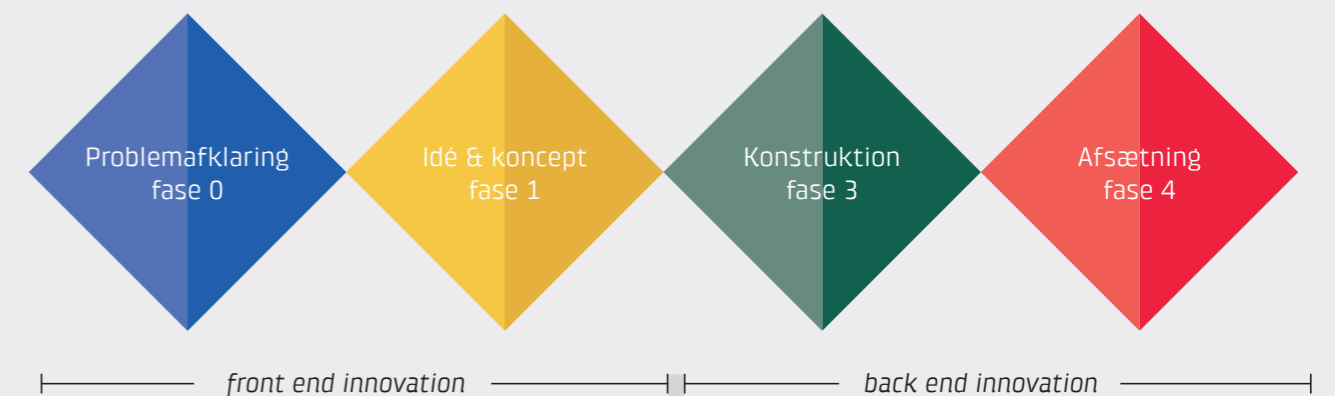 Problemafklaring
fase 0
Idé & koncept
fase 1
Konstruktion
fase 3
Afsætning
fase 4
front end innovation
back end innovation